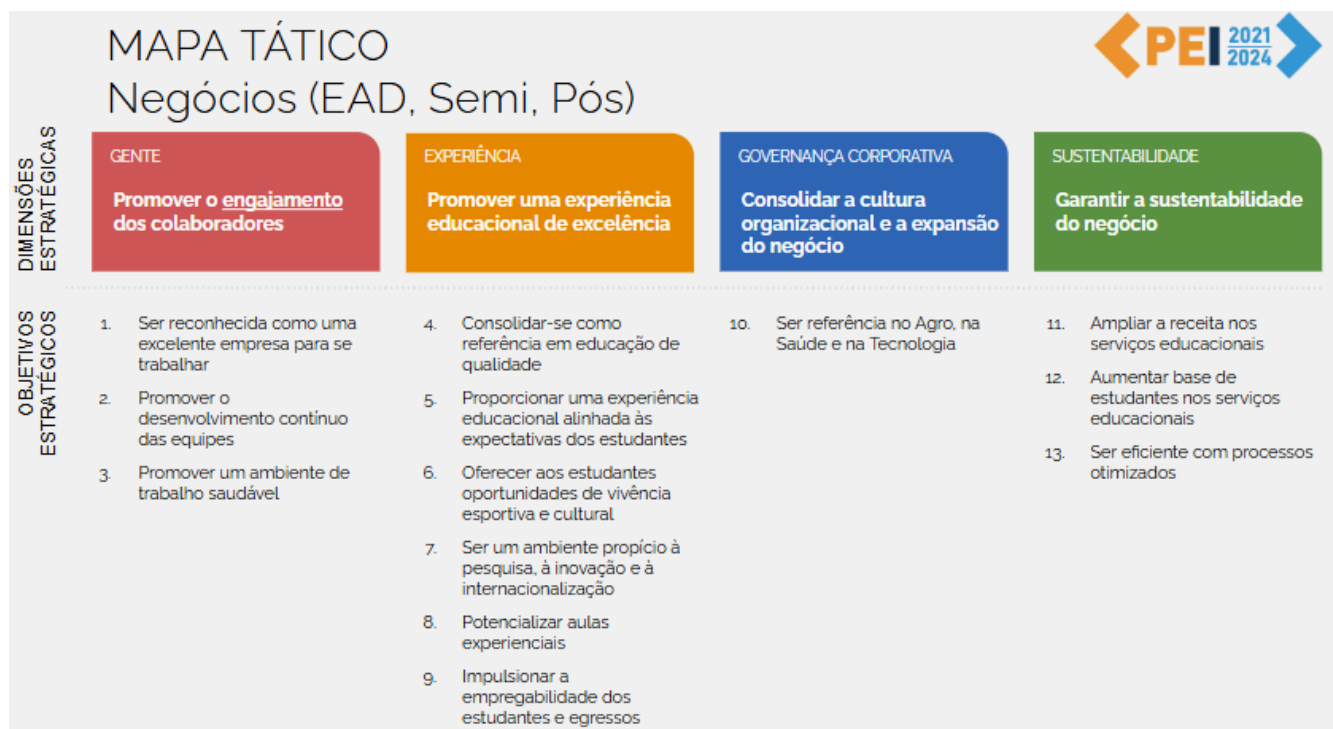 MAPA TÁTICO
Negócios (EAD, Semi, Pós)
PEI 2021
2024
DIMENSÕES
ESTRATÉGICAS
GENTE
Promover o engajamento
dos colaboradores
EXPERIÊNCIA
Promover uma experiência
educacional de excelência
GOVERNANÇA CORPORATIVA
Consolidar a cultura
organizacional e a expansão
do negócio
SUSTENTABILIDADE
Garantir a sustentabilidade
do negócio
OBJETIVOS
ESTRATÉGICOS
1. Ser reconhecida como uma
excelente empresa para se
trabalhar
2. Promover o
desenvolvimento contínuo
das equipes
3. Promover um ambiente de
trabalho saudável
4. Consolidar-se como
referência em educação de
qualidade
5. Proporcionar uma experiência
educacional alinhada às
expectativas dos estudantes
6. Oferecer aos estudantes
oportunidades de vivência
esportiva e cultural
7. Ser um ambiente propício à
pesquisa, à inovação e à
internacionalização
8. Potencializar aulas
experienciais
9. Impulsionar a
empregabilidade dos
estudantes e egressos
10. Ser referência no Agro, na
Saúde e na Tecnologia
11. Ampliar a receita nos
serviços educacionais
12. Aumentar base de
estudantes nos serviços
educacionais
13. Ser eficiente com processos
otimizados